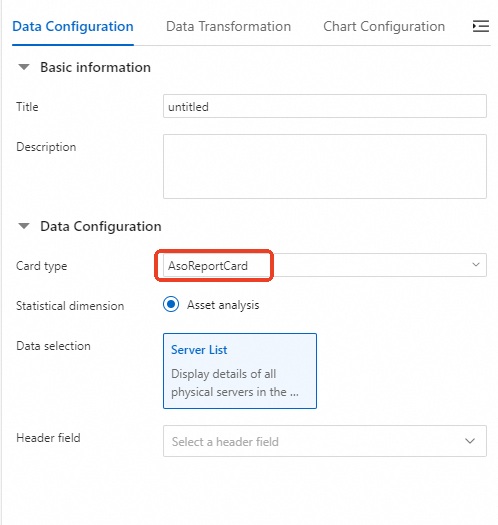 Data Configuration Data Transformation Chart Configuration
Basic information
Title untitled
Description
Data Configuration
Card type AsoReportCard
Statistical dimension Asset analysis
Data selection Server List
Display details of all
physical servers in the ...
Header field Select a header field